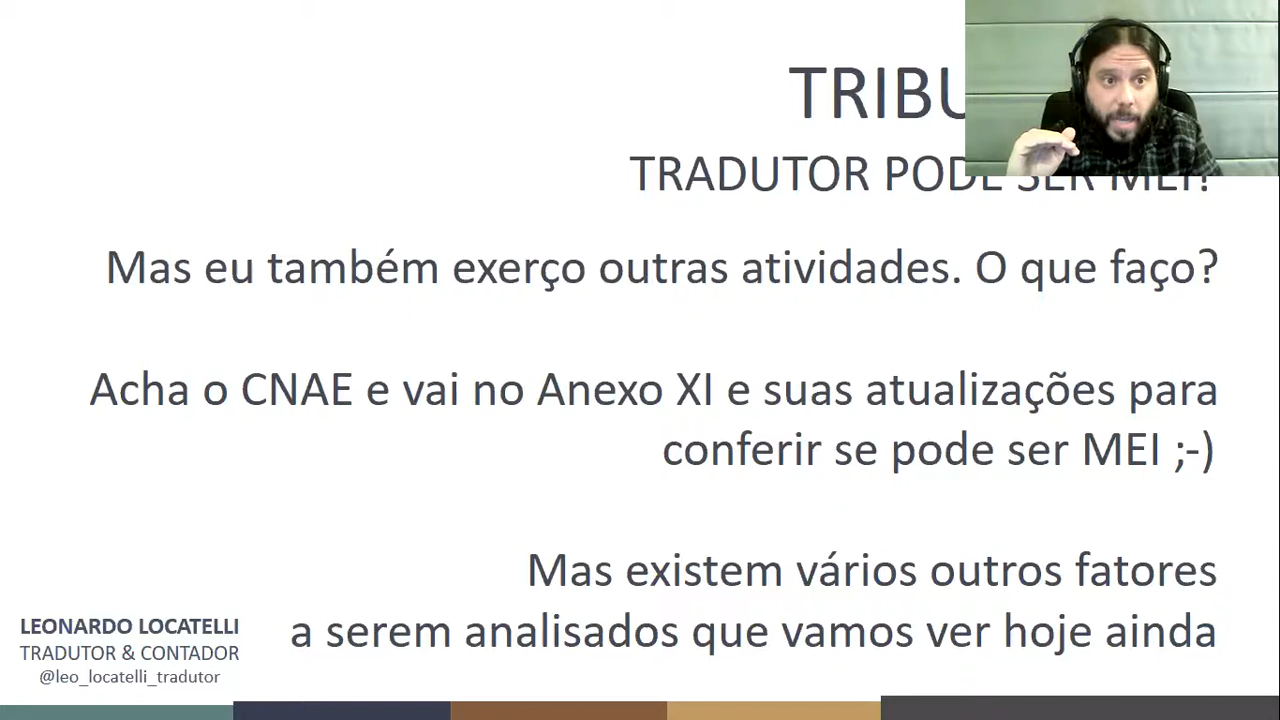 TRADUTOR PODE SER MEI?
Mas eu também exerço outras atividades. O que faço?
Acha o CNAE e vai no Anexo XI e suas atualizações para
conferir se pode ser MEI ;-)
Mas existem vários outros fatores
a serem analisados que vamos ver hoje ainda
LEONARDO LOCATELLI
TRADUTOR & CONTADOR
@leo_locatelli_tradutor